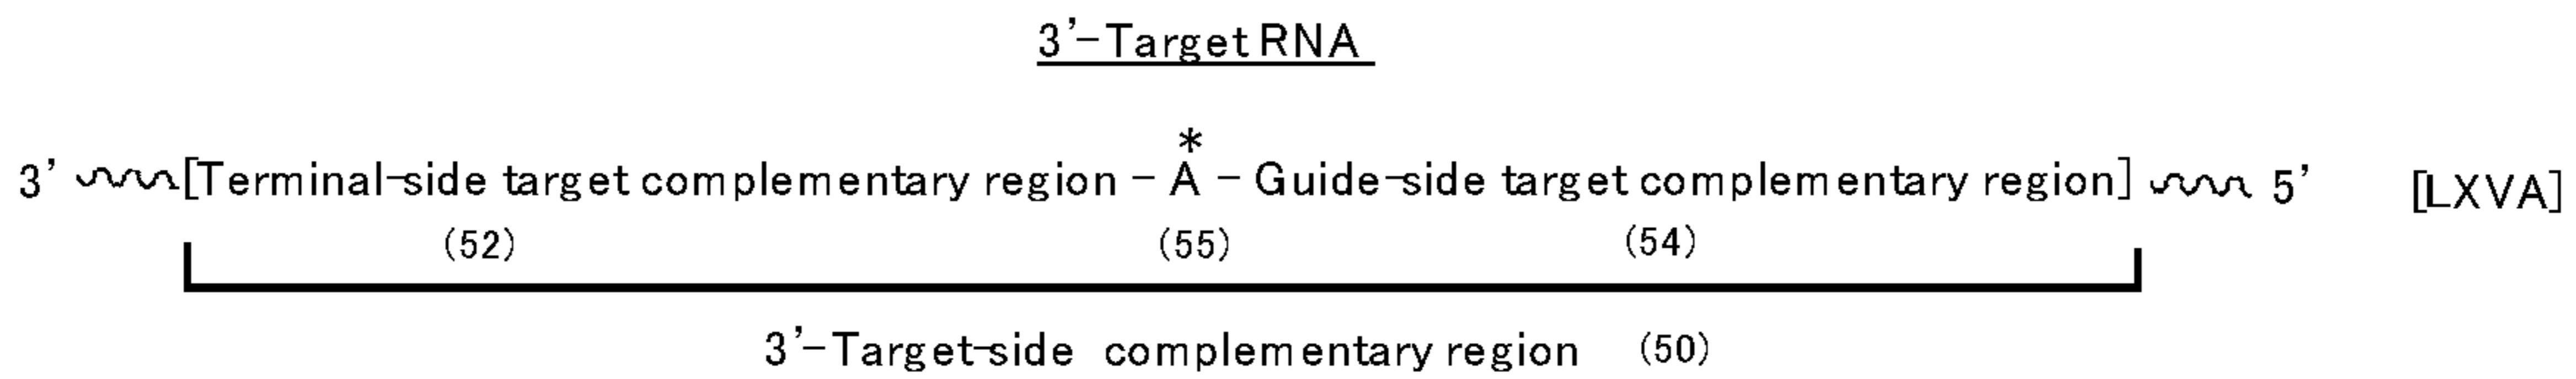 3’-Target RNA
*
3’ [Terminal-side target complementary region - A - Guide-side target complementary region] 5’ [LXVA]
(52) (55) (54)
3’-Target-side complementary region (50)